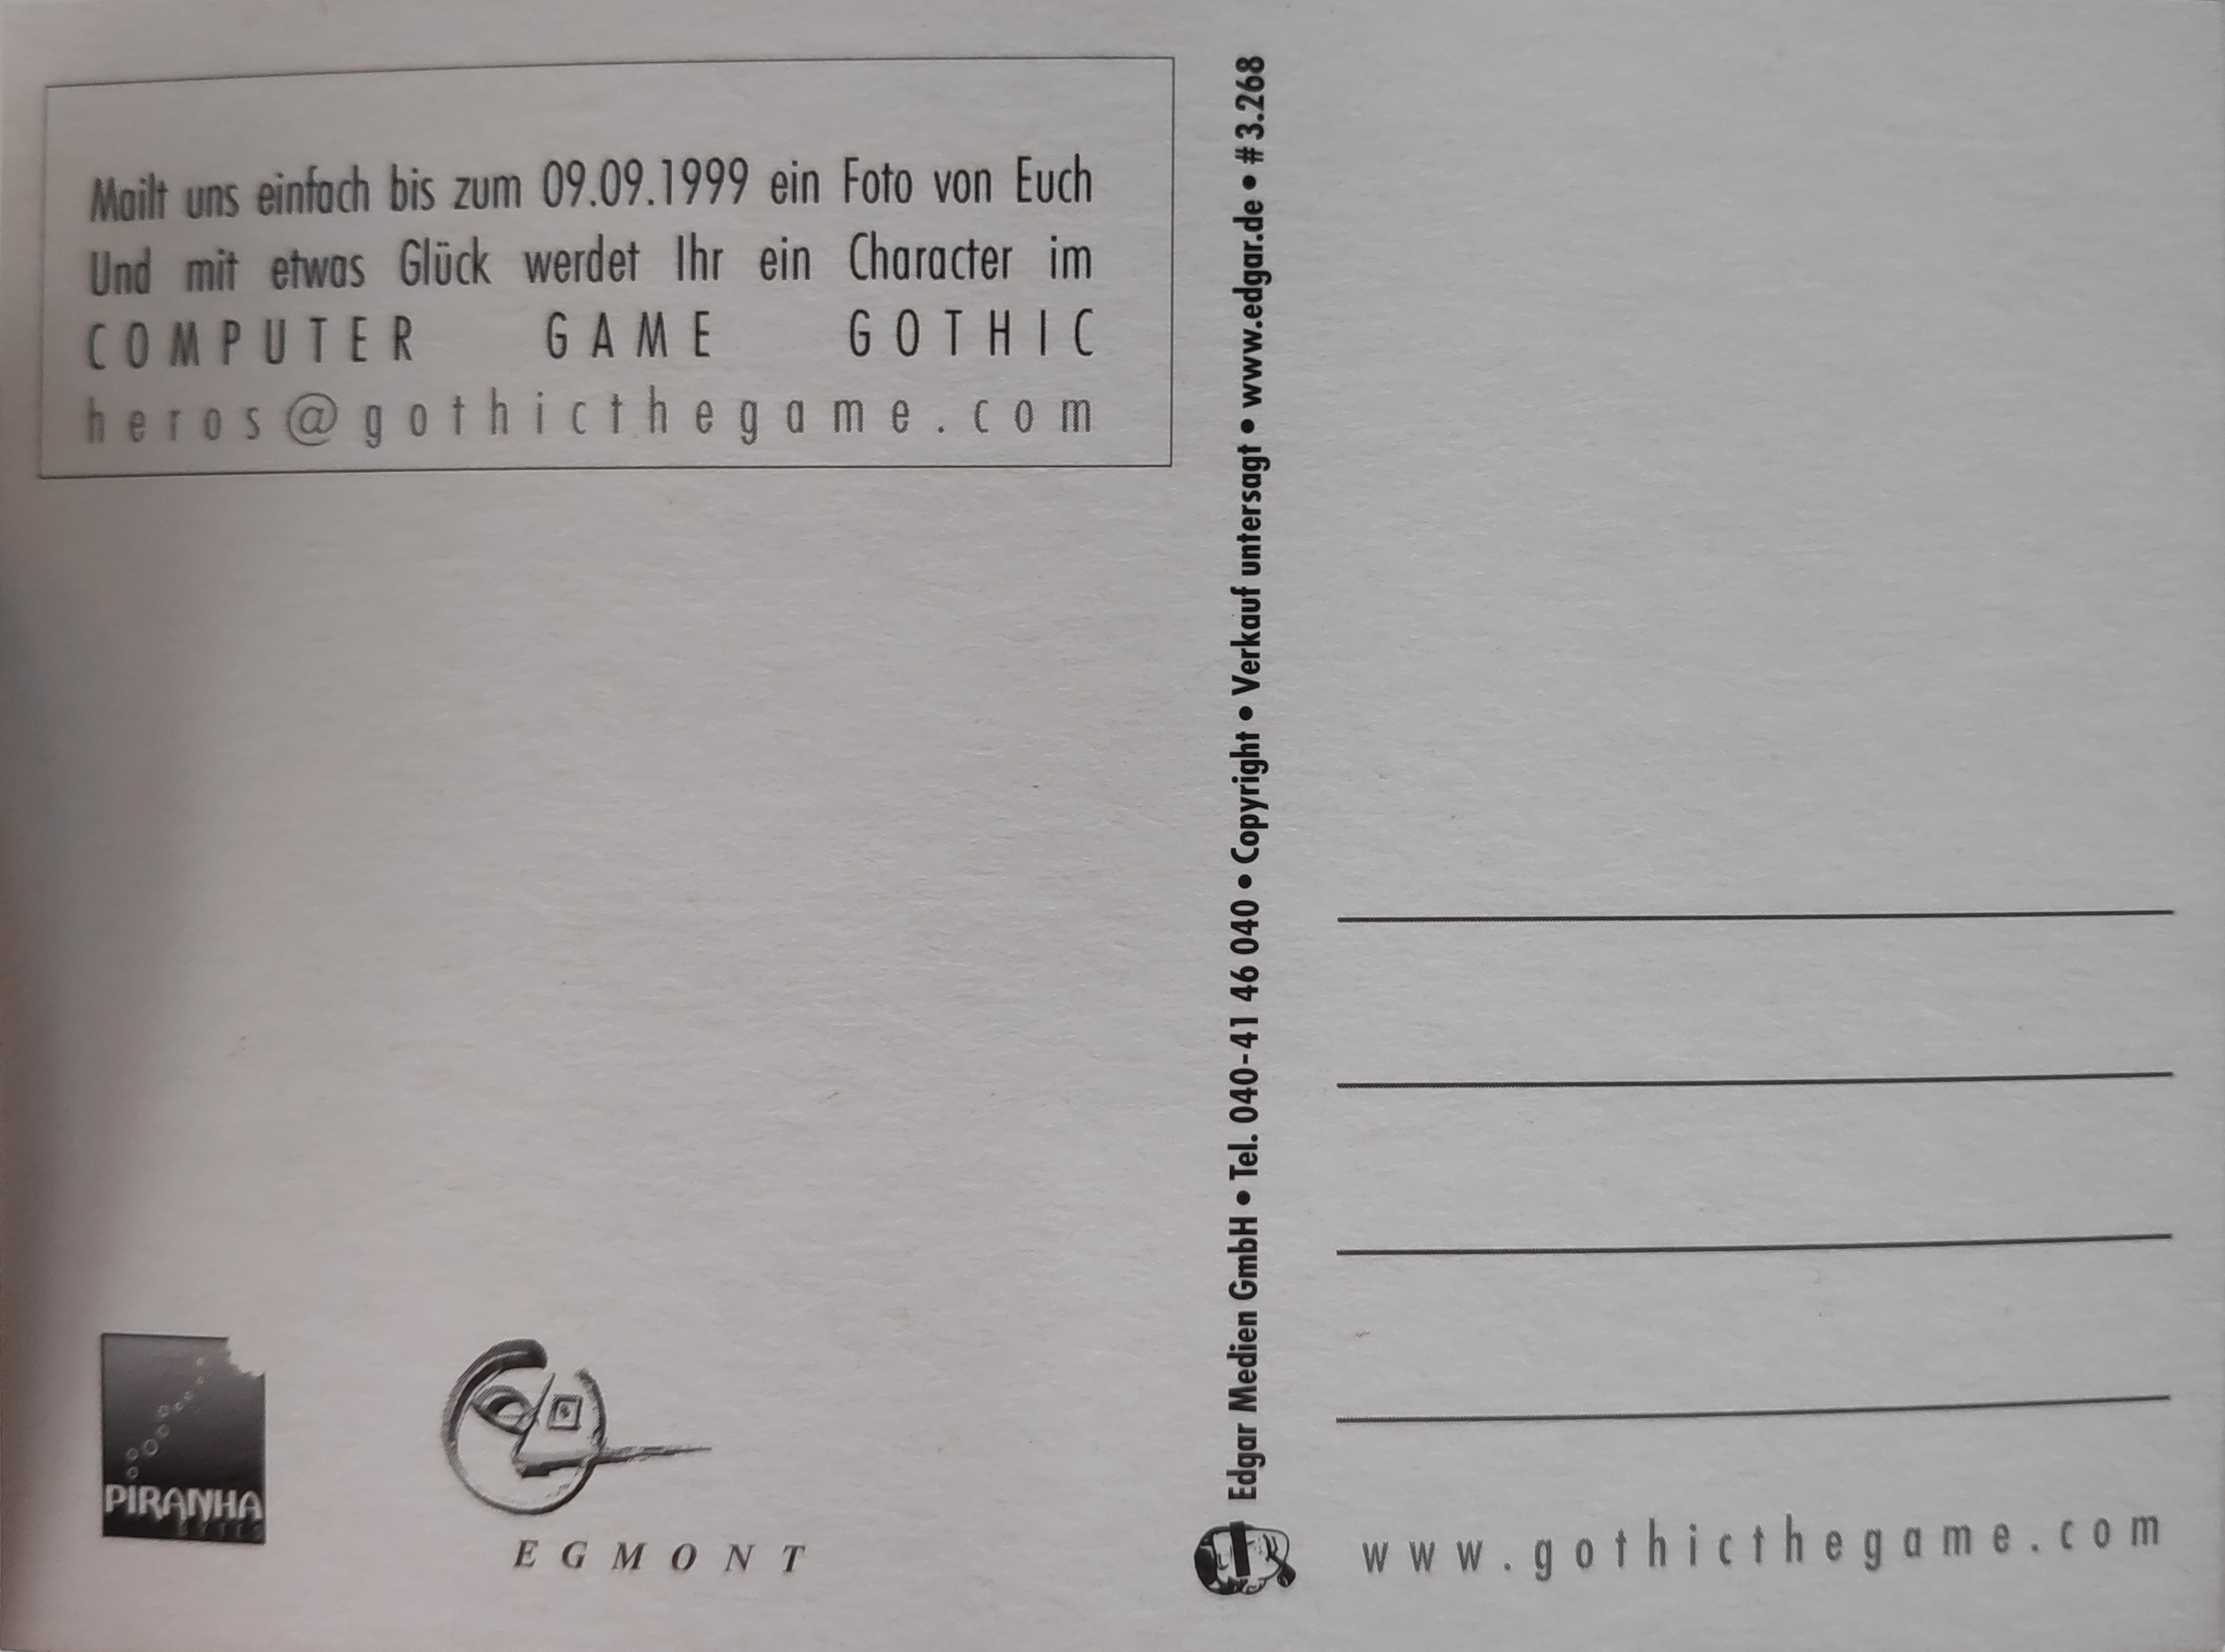 Mailt uns einfach bis zum 09.09.1999 ein Foto von Euch
Und mit etwas Glück werdet Ihr ein Character im
COMPUTER GAME GOTHIC
heros@gothicthegame.com
PIRANHA
BYTES
EGMONT
Edgar Medien GmbH • Tel. 040-41 46 040 • Copyright • Verkauf untersagt • www.edgar.de • # 3.268
www.gothicthegame.com